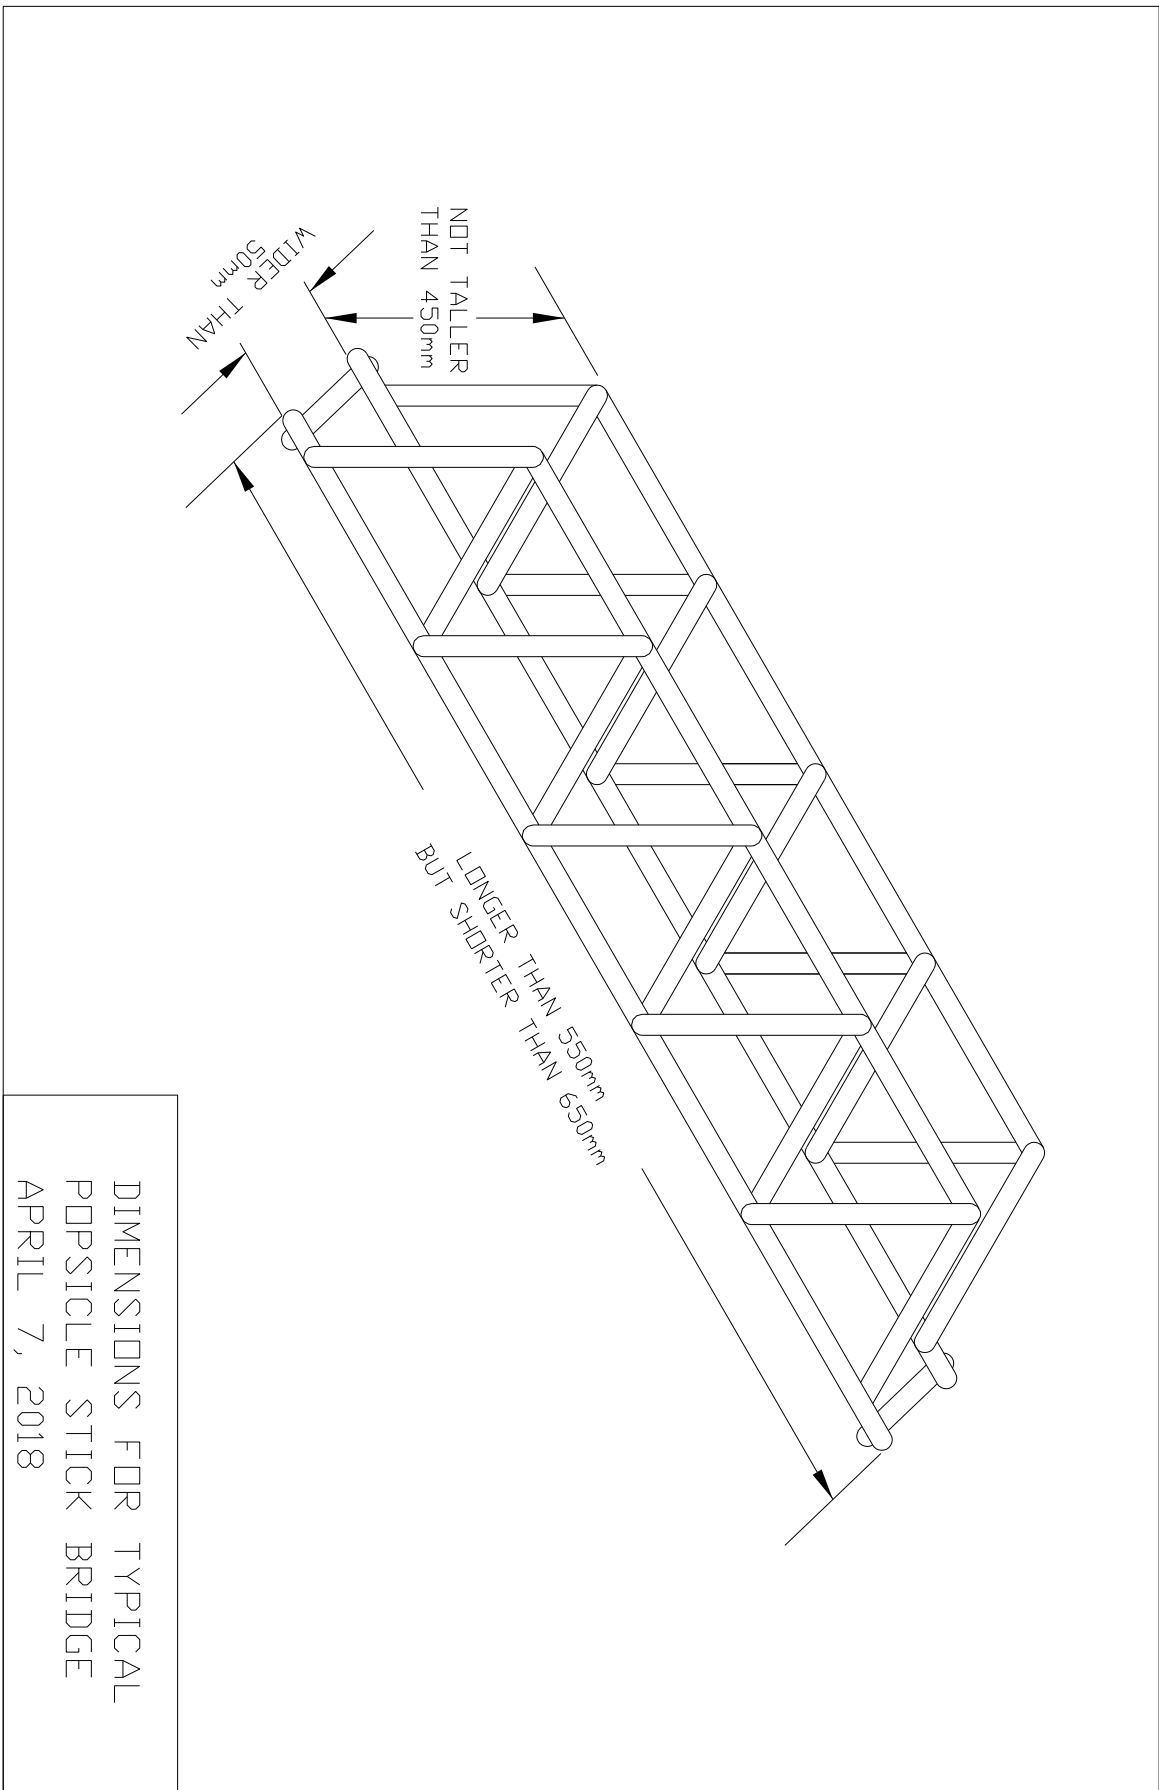 NOT TALLER
THAN 450mm
WIDER THAN
50mm
LONGER THAN 550mm
BUT SHORTER THAN 650mm
DIMENSIONS FOR TYPICAL
POPSICLE STICK BRIDGE
APRIL 7, 2018